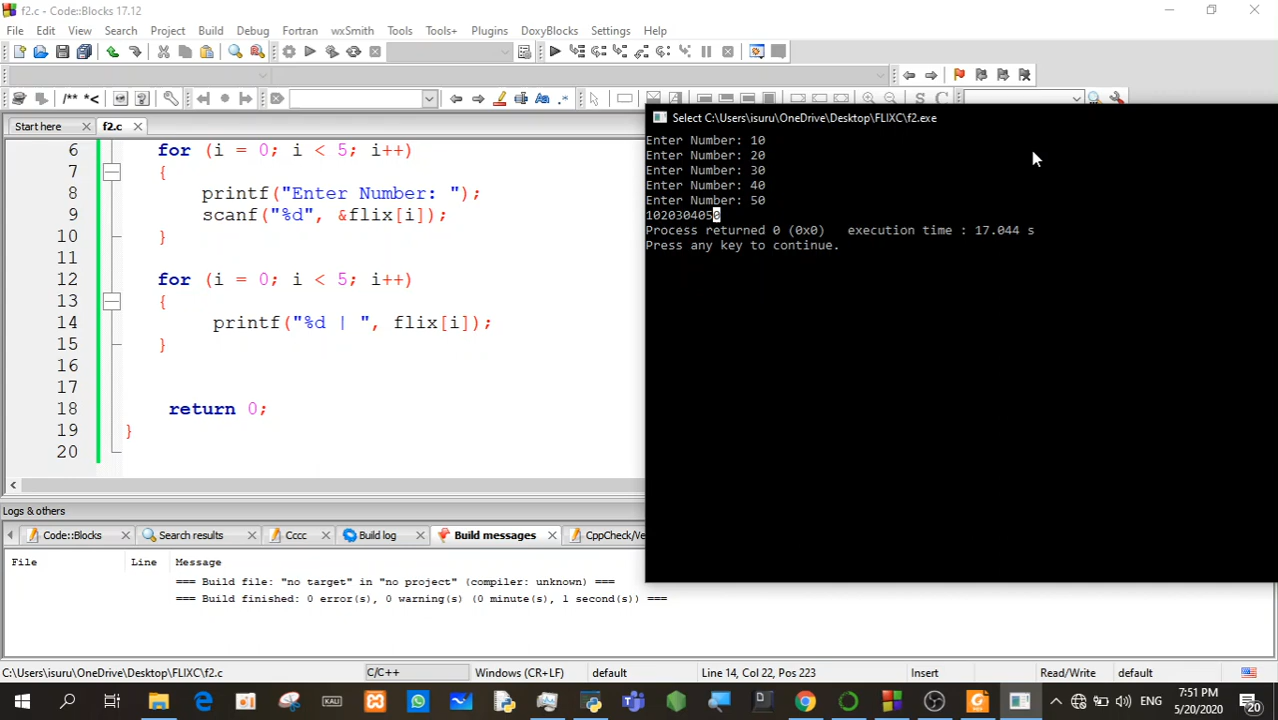 f2.c - Code::Blocks 17.12
File Edit View Search Project Build Debug Fortran wxSmith Tools Tools+ Plugins DoxyBlocks Settings Help
/** *<
Start here f2.c
6 for (i = 0; i < 5; i++)
7 {
8 printf("Enter Number: ");
9 scanf("%d", &flix[i]);
10 }
11
12 for (i = 0; i < 5; i++)
13 {
14 printf("%d | ", flix[i]);
15 }
16
17
18 return 0;
19 }
20
Select C:\Users\isuru\OneDrive\Desktop\FLIXC\f2.exe
Enter Number: 10
Enter Number: 20
Enter Number: 30
Enter Number: 40
Enter Number: 50
1020304050
Process returned 0 (0x0) execution time : 17.044 s
Press any key to continue.
Logs & others
Code::Blocks Search results Cccc Build log Build messages CppCheck/Ve
File Line Message
=== Build file: "no target" in "no project" (compiler: unknown) ===
=== Build finished: 0 error(s), 0 warning(s) (0 minute(s), 1 second(s)) ===
C:\Users\isuru\OneDrive\Desktop\FLIXC\f2.c C/C++ Windows (CR+LF) default Line 14, Col 22, Pos 223 Insert Read/Write default
KALI ENG 7:51 PM
5/20/2020 20